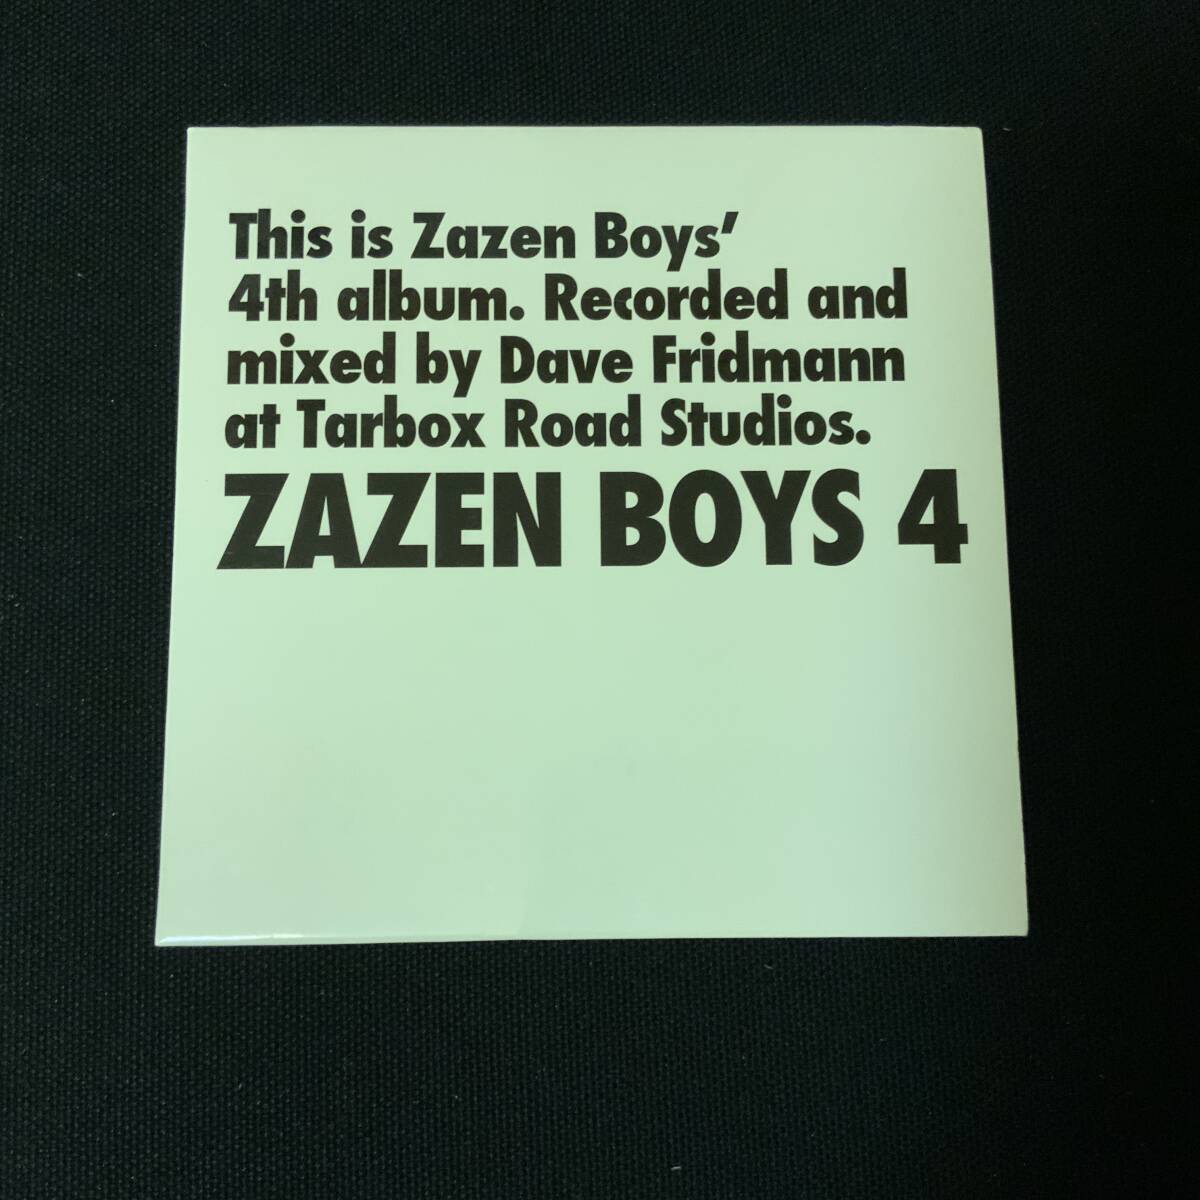 This is Zazen Boys'
4th album. Recorded and
mixed by Dave Fridmann
at Tarbox Road Studios.
ZAZEN BOYS 4